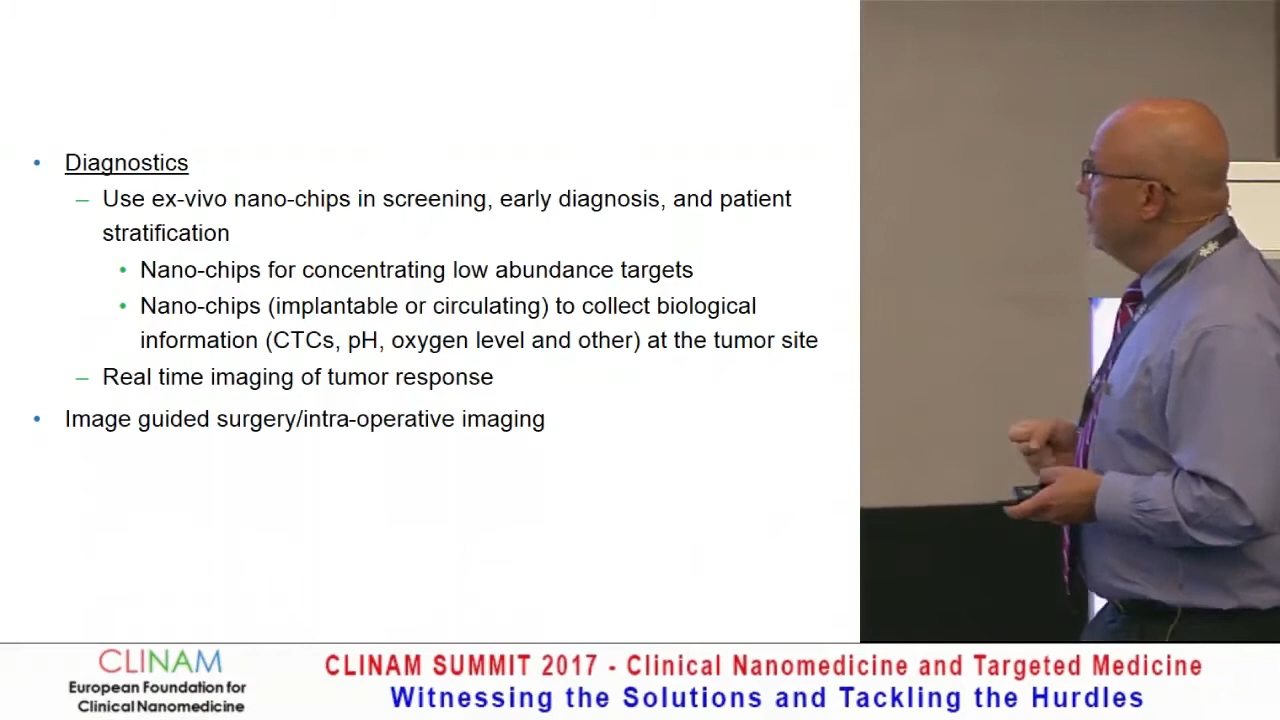 • Diagnostics
– Use ex-vivo nano-chips in screening, early diagnosis, and patient
stratification
• Nano-chips for concentrating low abundance targets
• Nano-chips (implantable or circulating) to collect biological
information (CTCs, pH, oxygen level and other) at the tumor site
– Real time imaging of tumor response
• Image guided surgery/intra-operative imaging
CLINAM
European Foundation for
Clinical Nanomedicine
CLINAM SUMMIT 2017 - Clinical Nanomedicine and Targeted Medicine
Witnessing the Solutions and Tackling the Hurdles